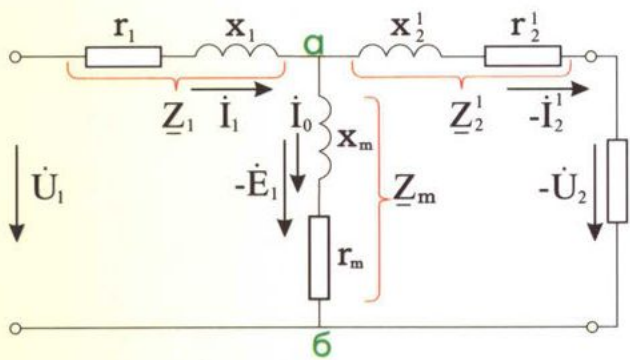 r₁ x₁ а x₂¹ r₂¹
Z₁ İ₁ İ₀ Z₂¹ -İ₂¹
xₘ
U̇₁ -Ė₁ Zₘ -U̇₂
rₘ
б